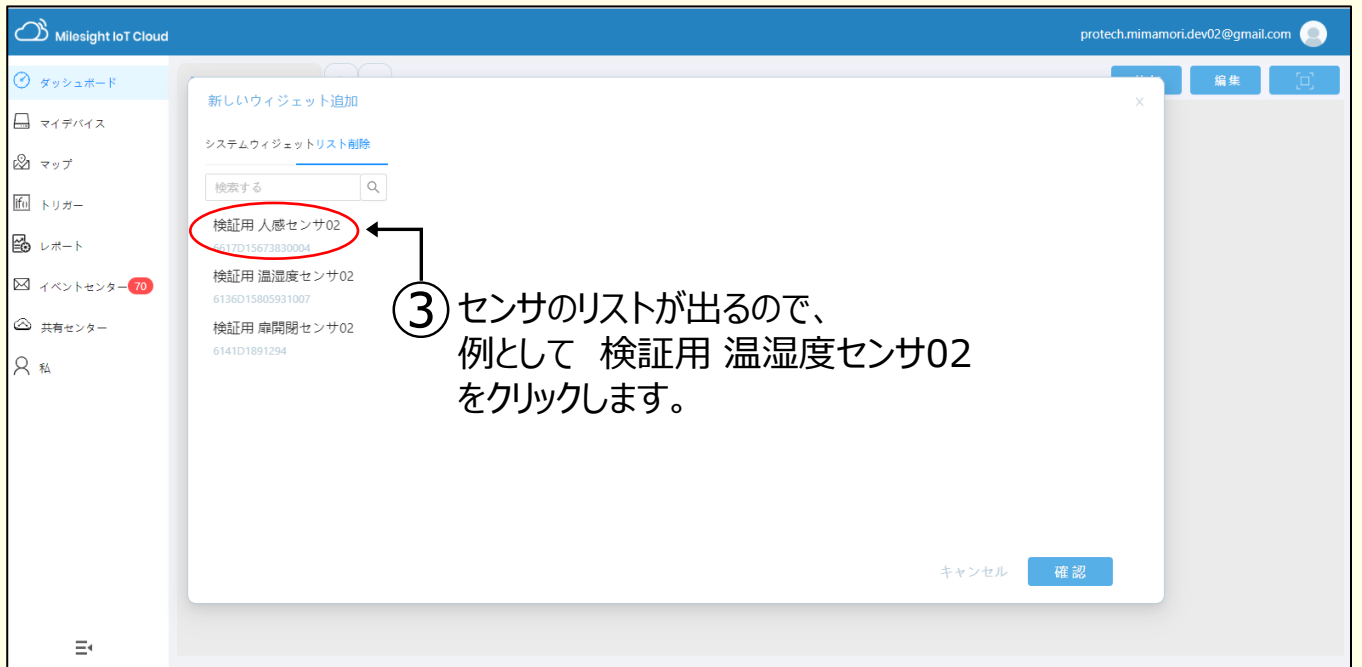 Milesight IoT Cloud
protech.mimamori.dev02@gmail.com
ダッシュボード
マイデバイス
マップ
トリガー
レポート
イベントセンター 70
共有センター
私
編集
新しいウィジェット追加
システムウィジェット リスト削除
検索する
検証用 人感センサ02
6617D15673830004
検証用 温湿度センサ02
6136D15805931007
検証用 扉開閉センサ02
6141D1891294
③ センサのリストが出るので、
例として 検証用 温湿度センサ02
をクリックします。
キャンセル 確認